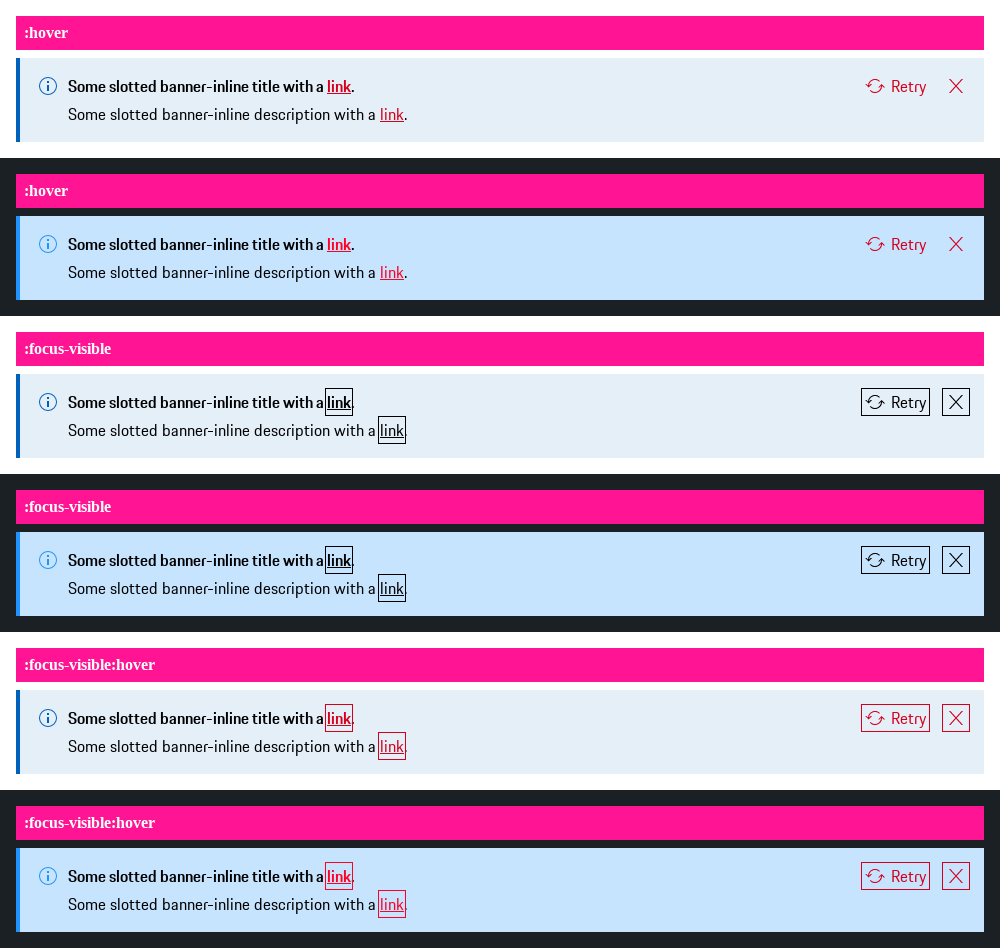 :hover
Some slotted banner-inline title with a link.
Retry
Some slotted banner-inline description with a link.
:hover
Some slotted banner-inline title with a link.
Retry
Some slotted banner-inline description with a link.
:focus-visible
Some slotted banner-inline title with a link.
Retry
Some slotted banner-inline description with a link.
:focus-visible
Some slotted banner-inline title with a link.
Retry
Some slotted banner-inline description with a link.
:focus-visible:hover
Some slotted banner-inline title with a link.
Retry
Some slotted banner-inline description with a link.
:focus-visible:hover
Some slotted banner-inline title with a link.
Retry
Some slotted banner-inline description with a link.